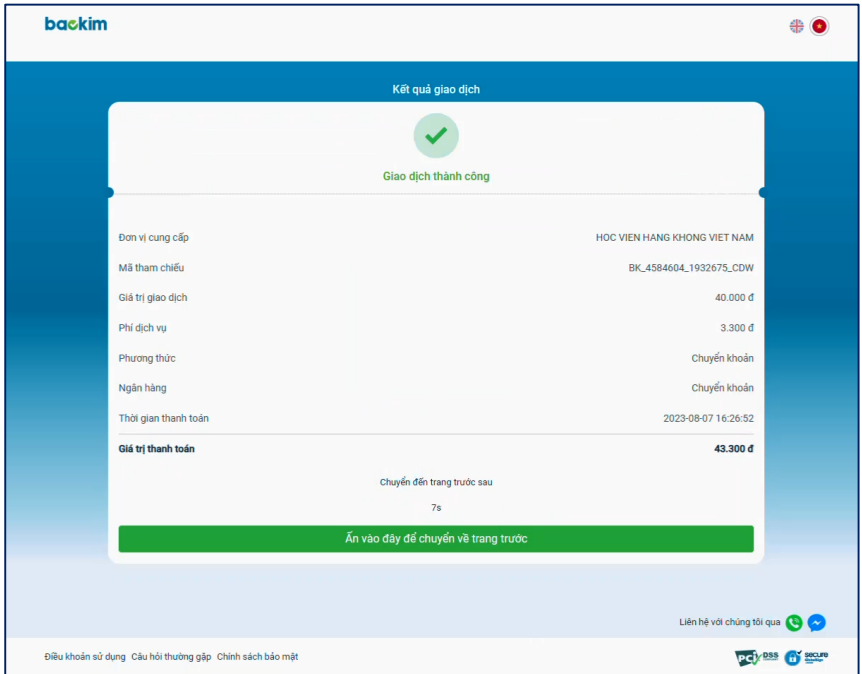 baokim
Kết quả giao dịch
Giao dịch thành công
Đơn vị cung cấp HOC VIEN HANG KHONG VIET NAM
Mã tham chiếu BK_4584604_1932675_CDW
Giá trị giao dịch 40.000 đ
Phí dịch vụ 3.300 đ
Phương thức Chuyển khoản
Ngân hàng Chuyển khoản
Thời gian thanh toán 2023-08-07 16:26:52
Giá trị thanh toán 43.300 đ
Chuyển đến trang trước sau
7s
Ấn vào đây để chuyển về trang trước
Liên hệ với chúng tôi qua
Điều khoản sử dụng Câu hỏi thường gặp Chính sách bảo mật PCI DSS secure